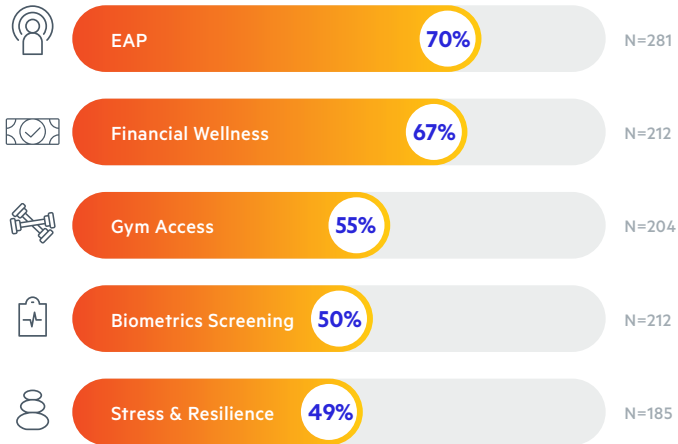 EAP 70% N=281
Financial Wellness 67% N=212
Gym Access 55% N=204
Biometrics Screening 50% N=212
Stress & Resilience 49% N=185